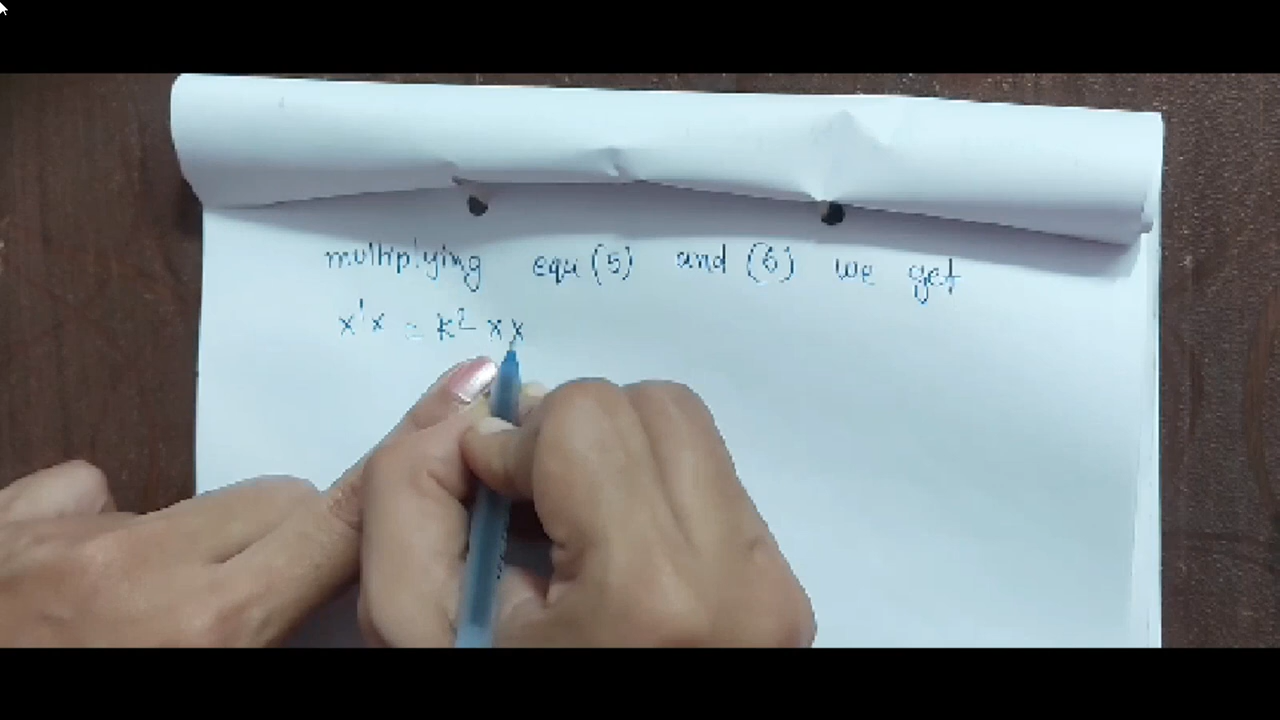 multiplying equ (5) and (6) we get
x'x = k² xx